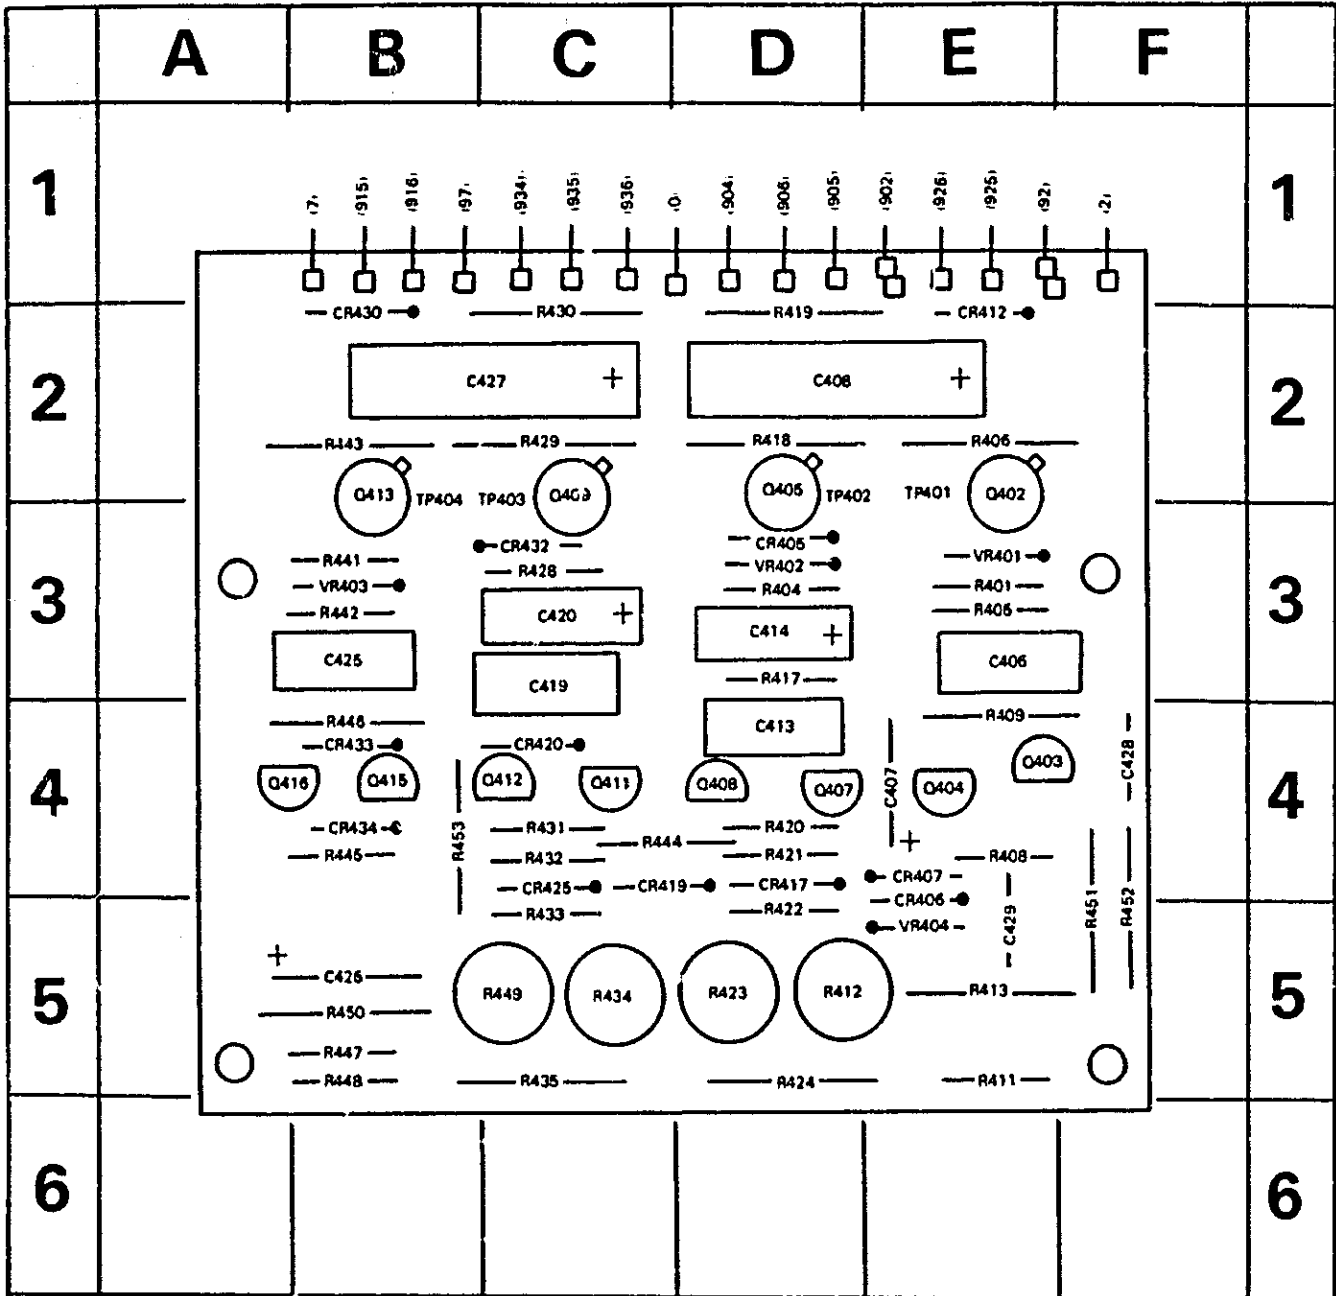 A B C D E F
1 1
(7) (915) (916) (97) (934) (935) (936) (0) (904) (906) (905) (902) (926) (925) (92) (2)
CR430 R430 R419 CR412
2 C427 + C408 + 2
R443 R429 R418 R406
Q413 TP404 TP403 Q409 Q405 TP402 TP401 Q402
CR432 CR405
R441 VR401
R428 VR402
VR403 R404 R401
3 R442 C420 + R405 3
C414 +
C425 C419 C406
R417
R446 C413 R409
CR433 CR420 Q403 C428
Q416 Q415 Q412 Q411 Q408 Q407 C407 Q404
4 4
CR434 R453 R431 R420
R444 +
R445 R432 R421 R408
CR425 CR419 CR417 CR407
CR406 R451 R452
R433 R422 C429
VR404
+
C426
5 R449 R434 R423 R412 R413 5
R450
R447
R448 R435 R424 R411
6 6